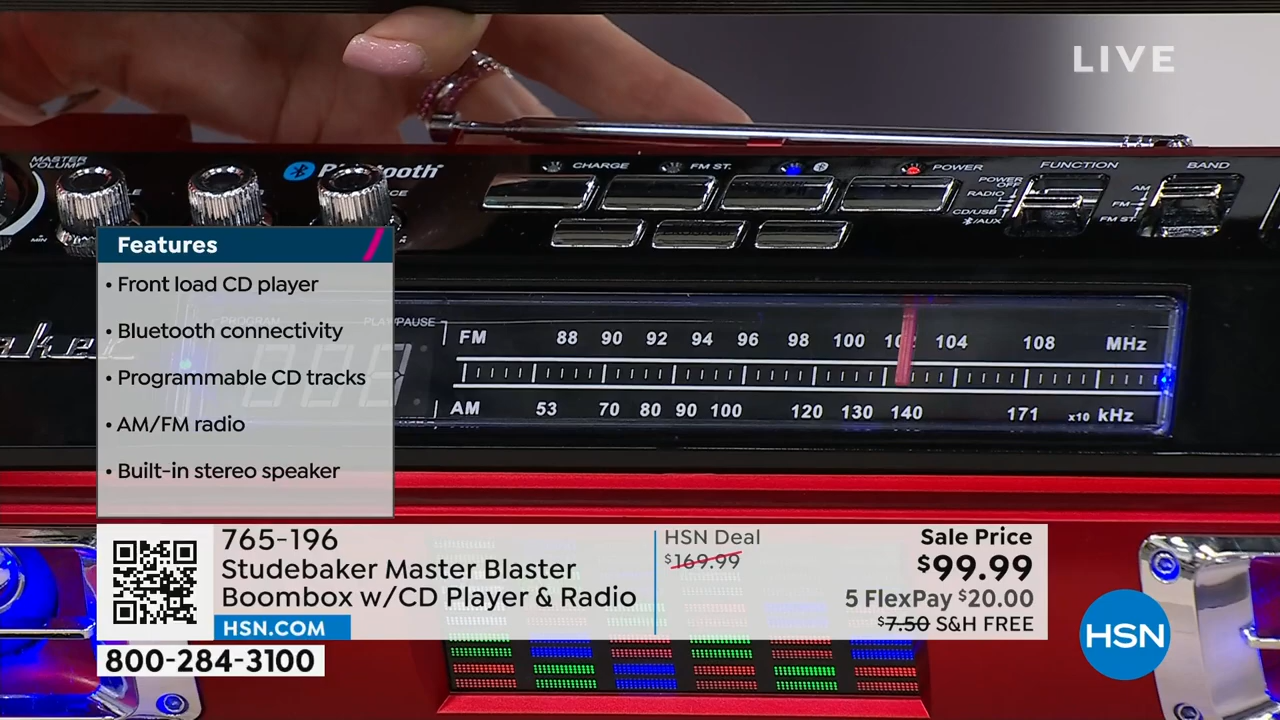 LIVE
MASTER
VOLUME
MIN
Bluetooth
CHARGE
FM ST.
POWER
FUNCTION
POWER
OFF
RADIO
CD/USB
/AUX
BAND
AM
FM
FM ST.
Features
• Front load CD player
• Bluetooth connectivity
• Programmable CD tracks
• AM/FM radio
• Built-in stereo speaker
PROGRAM
PLAY/PAUSE
FM 88 90 92 94 96 98 100 104 108 MHz
AM 53 70 80 90 100 120 130 140 171 x10 kHz
765-196
Studebaker Master Blaster
Boombox w/CD Player & Radio
HSN.COM
800-284-3100
HSN Deal
$169.99
Sale Price
$99.99
5 FlexPay $20.00
$7.50 S&H FREE
HSN